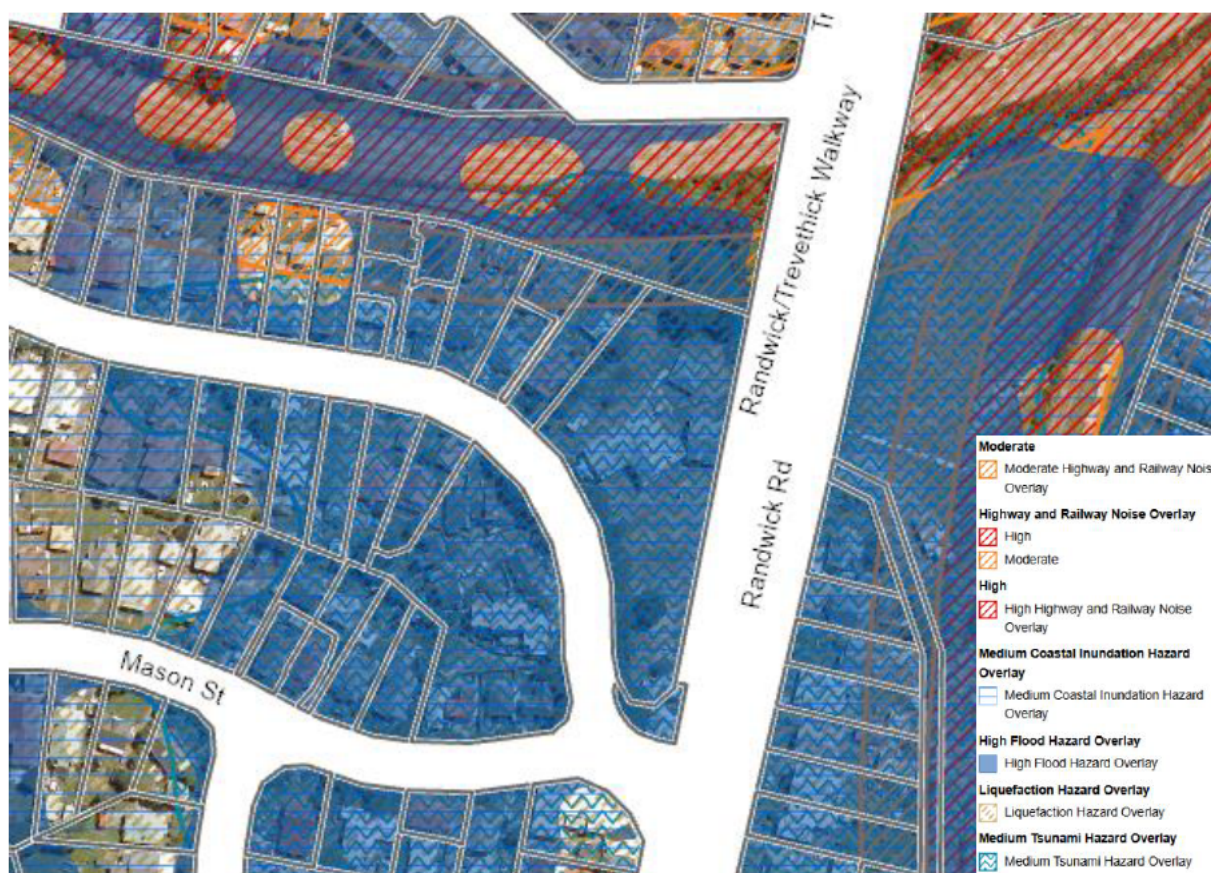 Tr
Randwick/Trevethick Walkway
Randwick Rd
Mason St
Moderate
Moderate Highway and Railway Nois
Overlay
Highway and Railway Noise Overlay
High
Moderate
High
High Highway and Railway Noise
Overlay
Medium Coastal Inundation Hazard
Overlay
Medium Coastal Inundation Hazard
Overlay
High Flood Hazard Overlay
High Flood Hazard Overlay
Liquefaction Hazard Overlay
Liquefaction Hazard Overlay
Medium Tsunami Hazard Overlay
Medium Tsunami Hazard Overlay